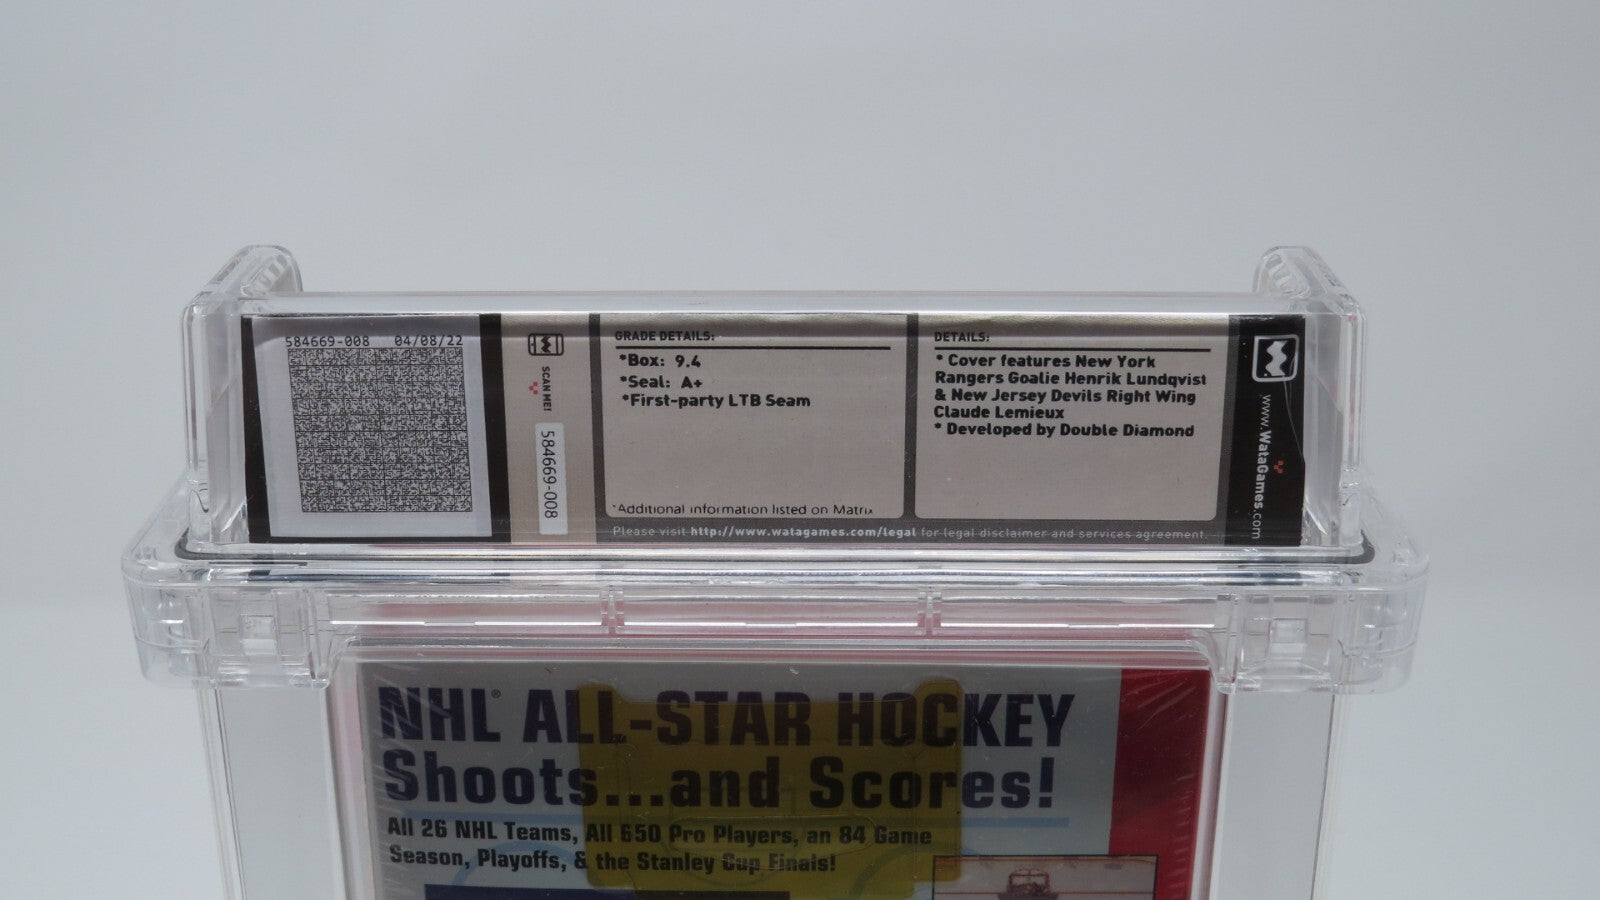 584669-008 04/08/22
SCAN ME!
584669-008
GRADE DETAILS:
*Box: 9.4
*Seal: A+
*First-party LTB Seam
*Additional information listed on Matrix
DETAILS:
* Cover features New York
Rangers Goalie Henrik Lundqvist
& New Jersey Devils Right Wing
Claude Lemieux
* Developed by Double Diamond
Please visit http://www.watagames.com/legal for legal disclaimer and services agreement.
www.WataGames.com
NHL® ALL-STAR HOCKEY
Shoots...and Scores!
All 26 NHL Teams, All 650 Pro Players, an 84 Game
Season, Playoffs, & the Stanley Cup Finals!